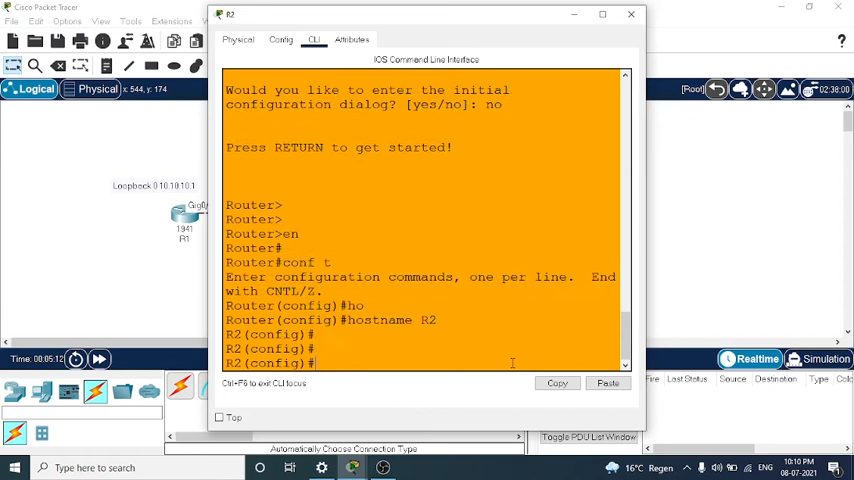 Cisco Packet Tracer
File Edit Options View Tools Extensions
R2
Physical Config CLI Attributes
IOS Command Line Interface
Logical Physical x: 544, y: 174
[Root] 02:38:00
Would you like to enter the initial
configuration dialog? [yes/no]: no
Press RETURN to get started!
Router>
Router>
Router>en
Router#
Router#conf t
Enter configuration commands, one per line. End
with CNTL/Z.
Router(config)#ho
Router(config)#hostname R2
R2(config)#
R2(config)#
R2(config)#
Loopback 0 10.10.10.1
Gig0/
1941
R1
Time: 00:05:12
Realtime Simulation
Ctrl+F6 to exit CLI focus
Copy Paste
Fire Last Status Source Destination Type
Top
Automatically Choose Connection Type
Toggle PDU List Window
Type here to search
16°C Regen
ENG
10:10 PM
08-07-2021